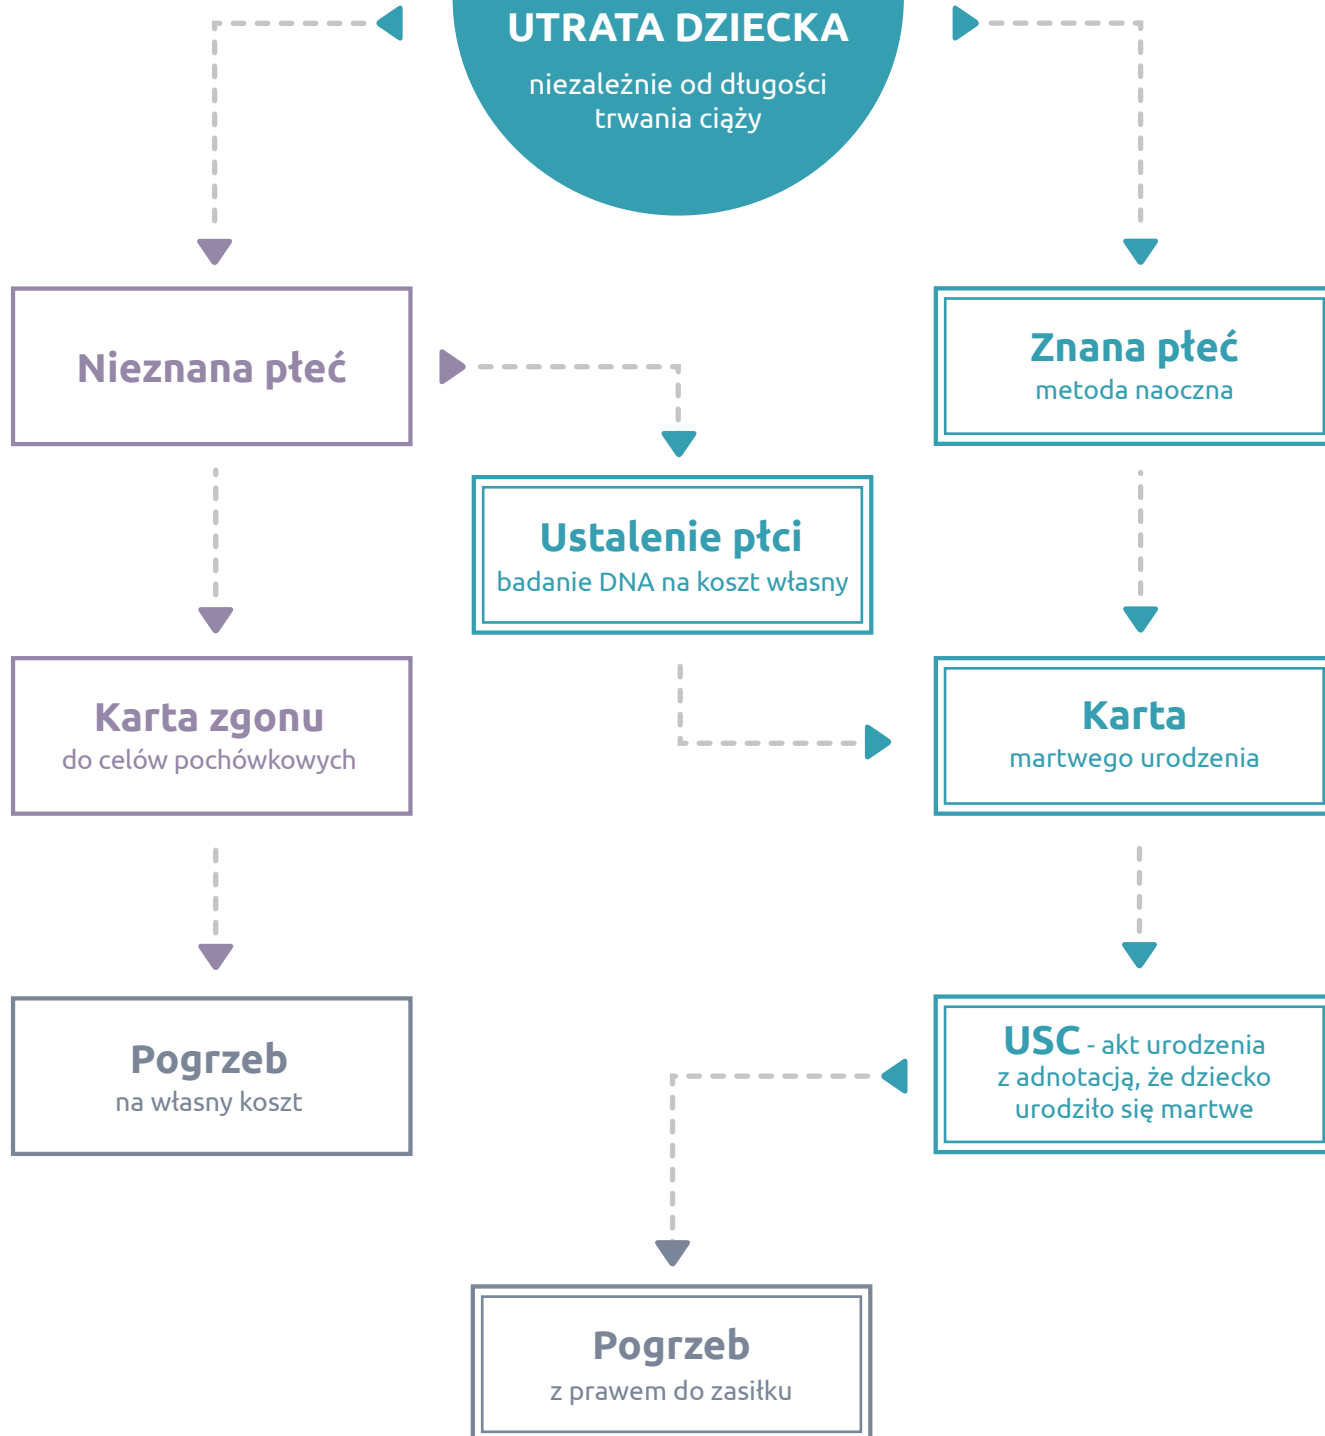 UTRATA DZIECKA
niezależnie od długości
trwania ciąży
Nieznana płeć
Znana płeć
metoda naoczna
Ustalenie płci
badanie DNA na koszt własny
Karta zgonu
do celów pochówkowych
Karta
martwego urodzenia
Pogrzeb
na własny koszt
USC - akt urodzenia
z adnotacją, że dziecko
urodziło się martwe
Pogrzeb
z prawem do zasiłku